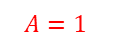 A = 1